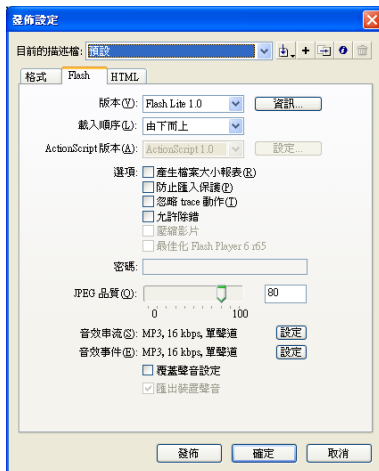 發佈設定
目前的描述檔: 預設
格式 Flash HTML
版本(V): Flash Lite 1.0 資訊...
載入順序(L): 由下而上
ActionScript 版本(A): ActionScript 1.0 設定...
選項: 產生檔案大小報表(R)
防止匯入保護(P)
忽略 trace 動作(T)
允許除錯
壓縮影片
最佳化 Flash Player 6 r65
密碼:
JPEG 品質(Q): 80
0 100
音效串流(S): MP3, 16 kbps, 單聲道 設定
音效事件(E): MP3, 16 kbps, 單聲道 設定
覆蓋聲音設定
匯出裝置聲音
發佈 確定 取消